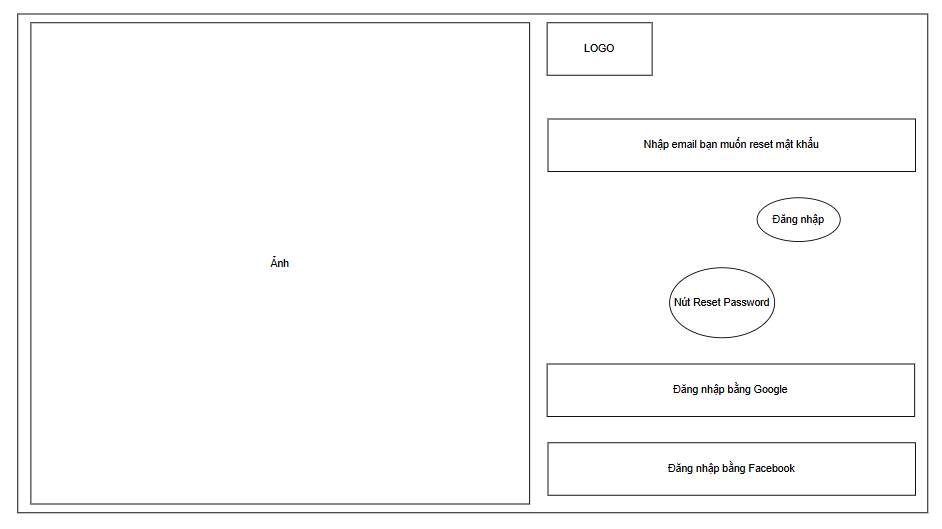 Ảnh
LOGO
Nhập email bạn muốn reset mật khẩu
Đăng nhập
Nút Reset Password
Đăng nhập bằng Google
Đăng nhập bằng Facebook